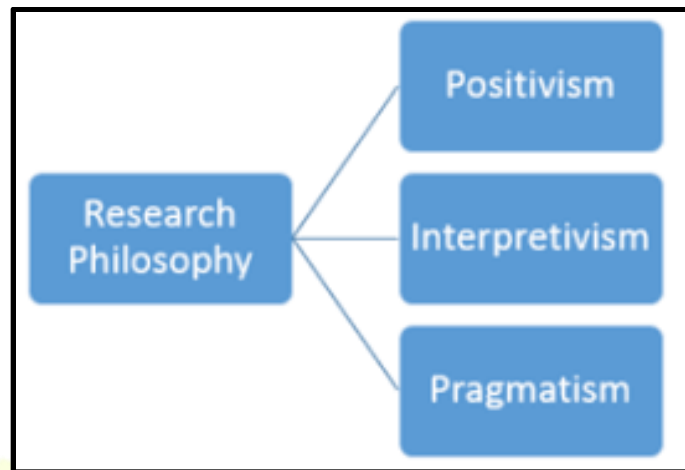 Research
Philosophy
Positivism
Interpretivism
Pragmatism